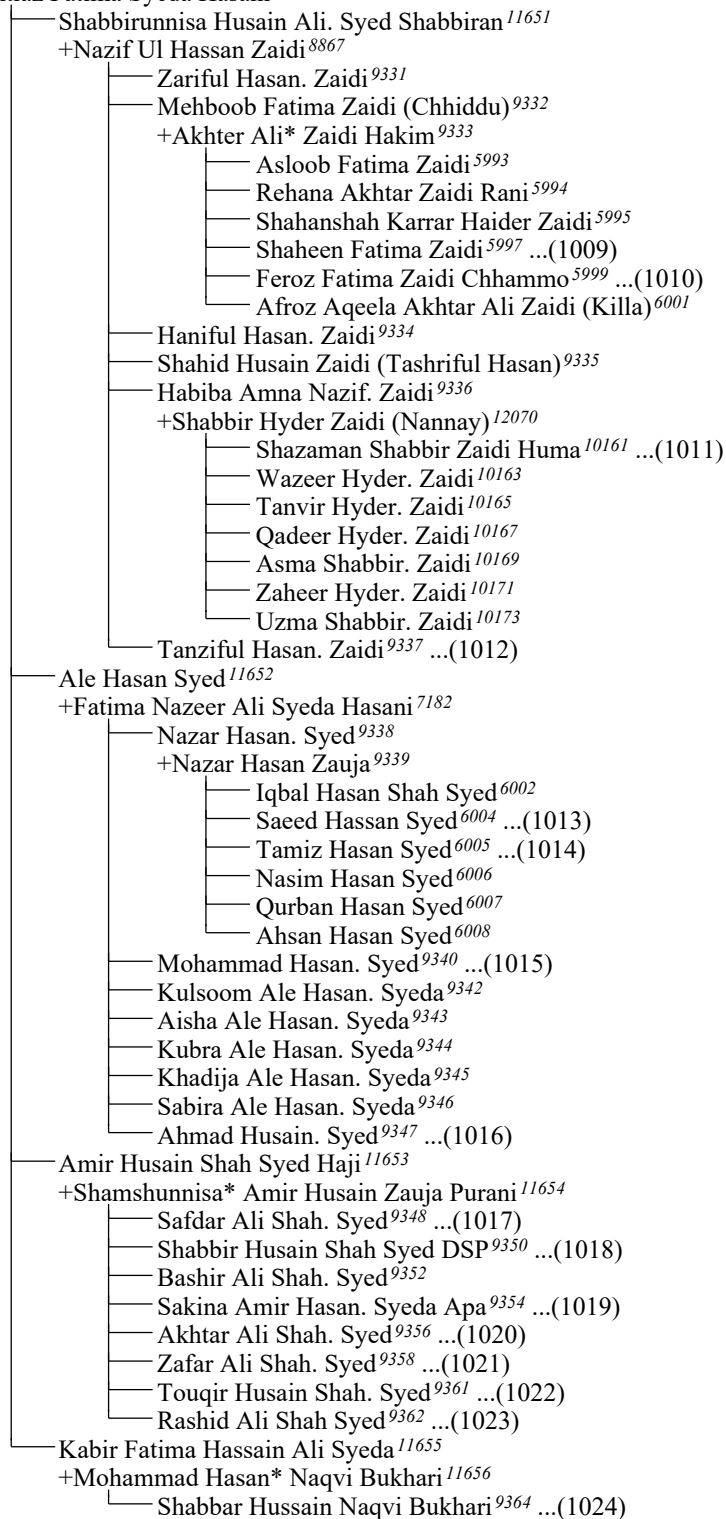 Shabbirunnisa Husain Ali. Syed Shabbiran 11651
+Nazif Ul Hassan Zaidi 8867
Zariful Hasan. Zaidi 9331
Mehboob Fatima Zaidi (Chhiddu) 9332
+Akhter Ali* Zaidi Hakim 9333
Asloob Fatima Zaidi 5993
Rehana Akhtar Zaidi Rani 5994
Shahanshah Karrar Haider Zaidi 5995
Shaheen Fatima Zaidi 5997 ...(1009)
Feroz Fatima Zaidi Chhammo 5999 ...(1010)
Afroz Aqeela Akhtar Ali Zaidi (Killa) 6001
Haniful Hasan. Zaidi 9334
Shahid Husain Zaidi (Tashriful Hasan) 9335
Habiba Amna Nazif. Zaidi 9336
+Shabbir Hyder Zaidi (Nannay) 12070
Shazaman Shabbir Zaidi Huma 10161 ...(1011)
Wazeer Hyder. Zaidi 10163
Tanvir Hyder. Zaidi 10165
Qadeer Hyder. Zaidi 10167
Asma Shabbir. Zaidi 10169
Zaheer Hyder. Zaidi 10171
Uzma Shabbir. Zaidi 10173
Tanziful Hasan. Zaidi 9337 ...(1012)
Ale Hasan Syed 11652
+Fatima Nazeer Ali Syeda Hasani 7182
Nazar Hasan. Syed 9338
+Nazar Hasan Zauja 9339
Iqbal Hasan Shah Syed 6002
Saeed Hassan Syed 6004 ...(1013)
Tamiz Hasan Syed 6005 ...(1014)
Nasim Hasan Syed 6006
Qurban Hasan Syed 6007
Ahsan Hasan Syed 6008
Mohammad Hasan. Syed 9340 ...(1015)
Kulsoom Ale Hasan. Syeda 9342
Aisha Ale Hasan. Syeda 9343
Kubra Ale Hasan. Syeda 9344
Khadija Ale Hasan. Syeda 9345
Sabira Ale Hasan. Syeda 9346
Ahmad Husain. Syed 9347 ...(1016)
Amir Husain Shah Syed Haji 11653
+Shamshunnisa* Amir Husain Zauja Purani 11654
Safdar Ali Shah. Syed 9348 ...(1017)
Shabbir Husain Shah Syed DSP 9350 ...(1018)
Bashir Ali Shah. Syed 9352
Sakina Amir Hasan. Syeda Apa 9354 ...(1019)
Akhtar Ali Shah. Syed 9356 ...(1020)
Zafar Ali Shah. Syed 9358 ...(1021)
Touqir Husain Shah. Syed 9361 ...(1022)
Rashid Ali Shah Syed 9362 ...(1023)
Kabir Fatima Hassain Ali Syeda 11655
+Mohammad Hasan* Naqvi Bukhari 11656
Shabbar Hussain Naqvi Bukhari 9364 ...(1024)